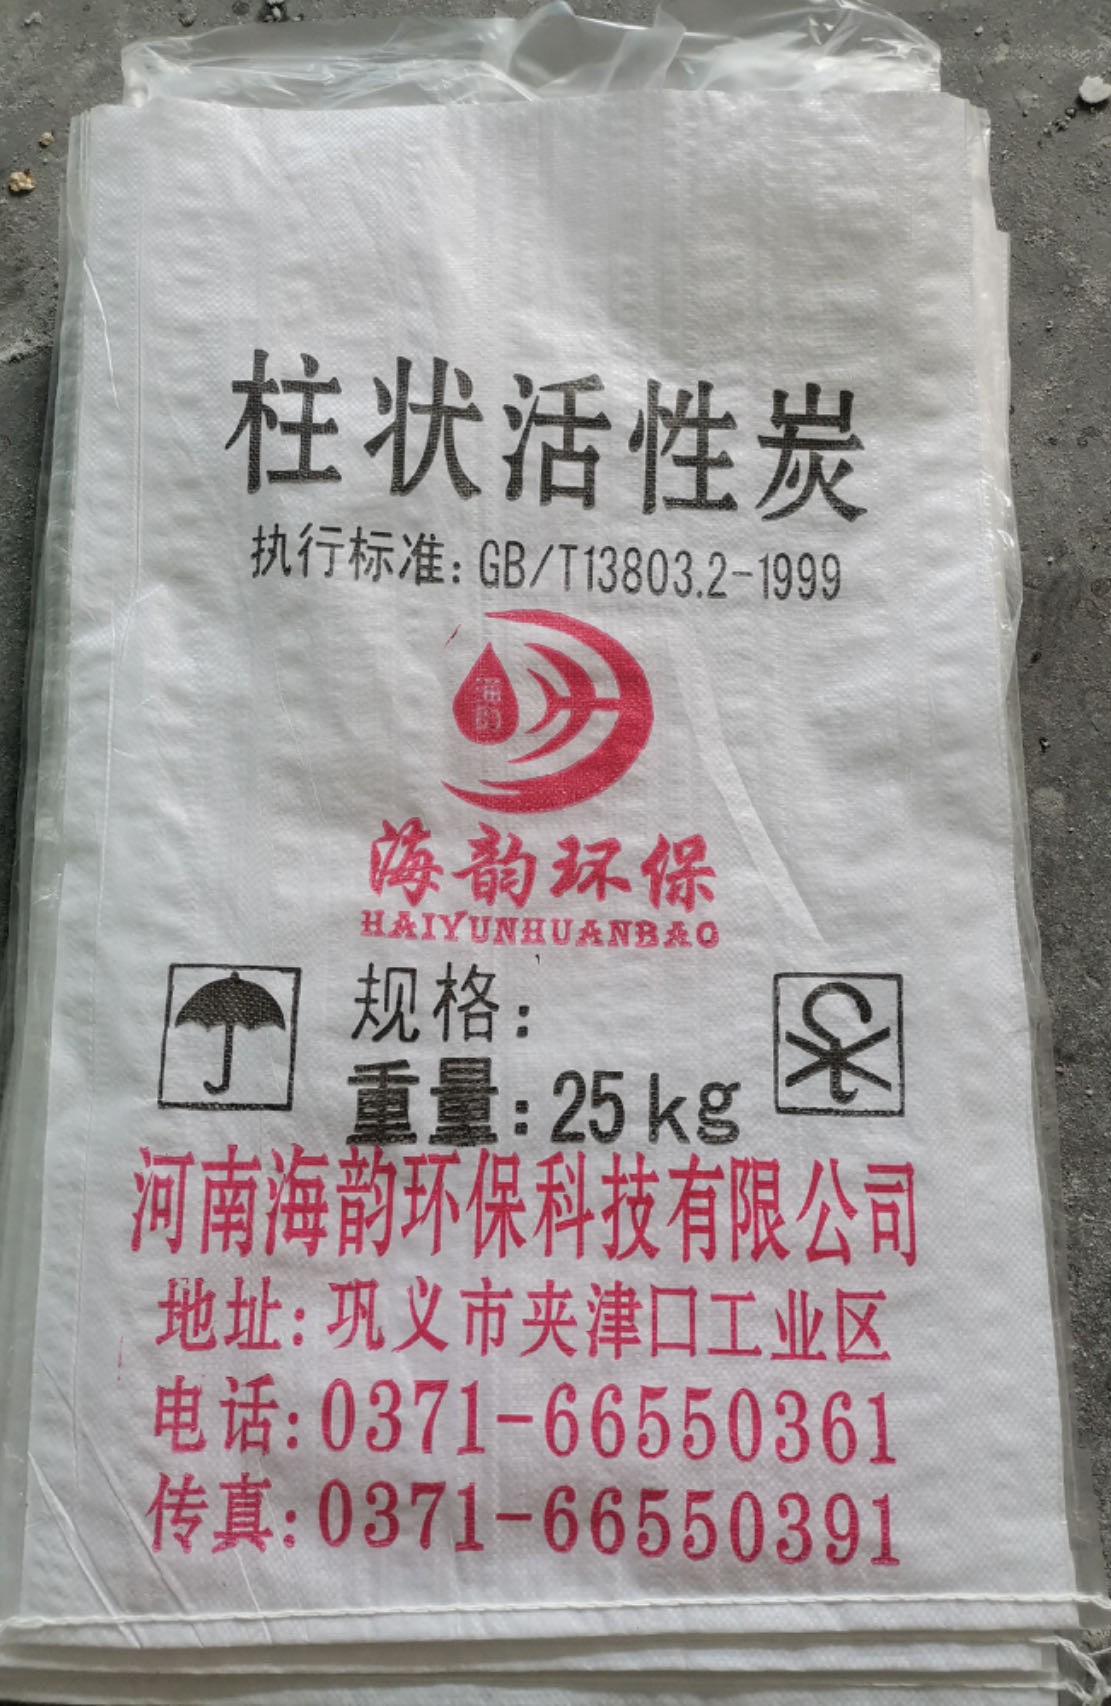 柱状活性炭
执行标准:GB/T13803.2-1999
海韵
海韵环保
HAIYUNHUANBAO
规格:
重量:25kg
河南海韵环保科技有限公司
地址:巩义市夹津口工业区
电话:0371-66550361
传真:0371-66550391